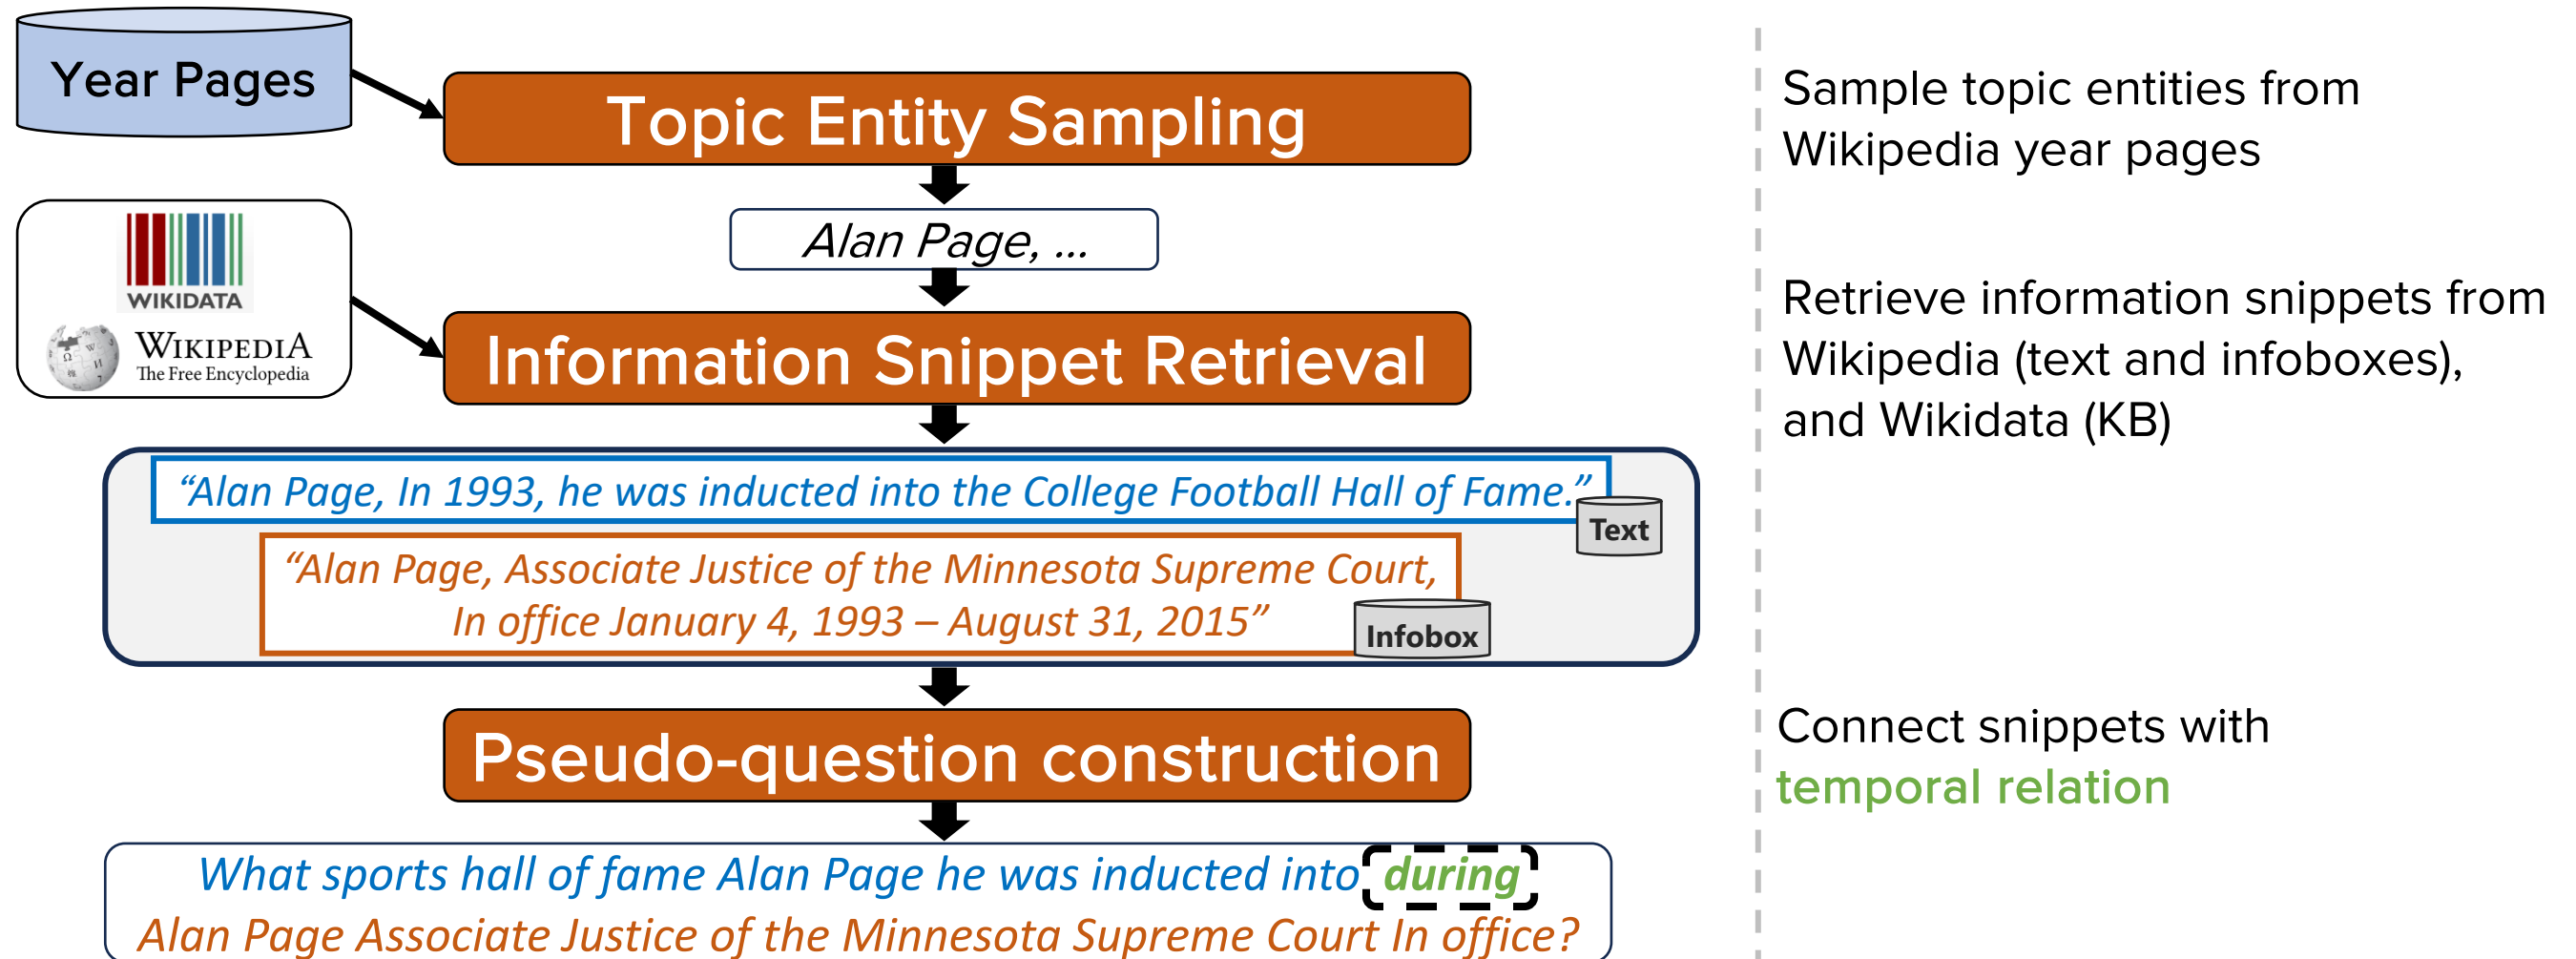 Year Pages
Topic Entity Sampling
Sample topic entities from
Wikipedia year pages
Alan Page, ...
WIKIDATA
WIKIPEDIA
The Free Encyclopedia
Information Snippet Retrieval
Retrieve information snippets from
Wikipedia (text and infoboxes),
and Wikidata (KB)
“Alan Page, In 1993, he was inducted into the College Football Hall of Fame.”
Text
“Alan Page, Associate Justice of the Minnesota Supreme Court,
In office January 4, 1993 – August 31, 2015”
Infobox
Pseudo-question construction
Connect snippets with
temporal relation
What sports hall of fame Alan Page he was inducted into during
Alan Page Associate Justice of the Minnesota Supreme Court In office?